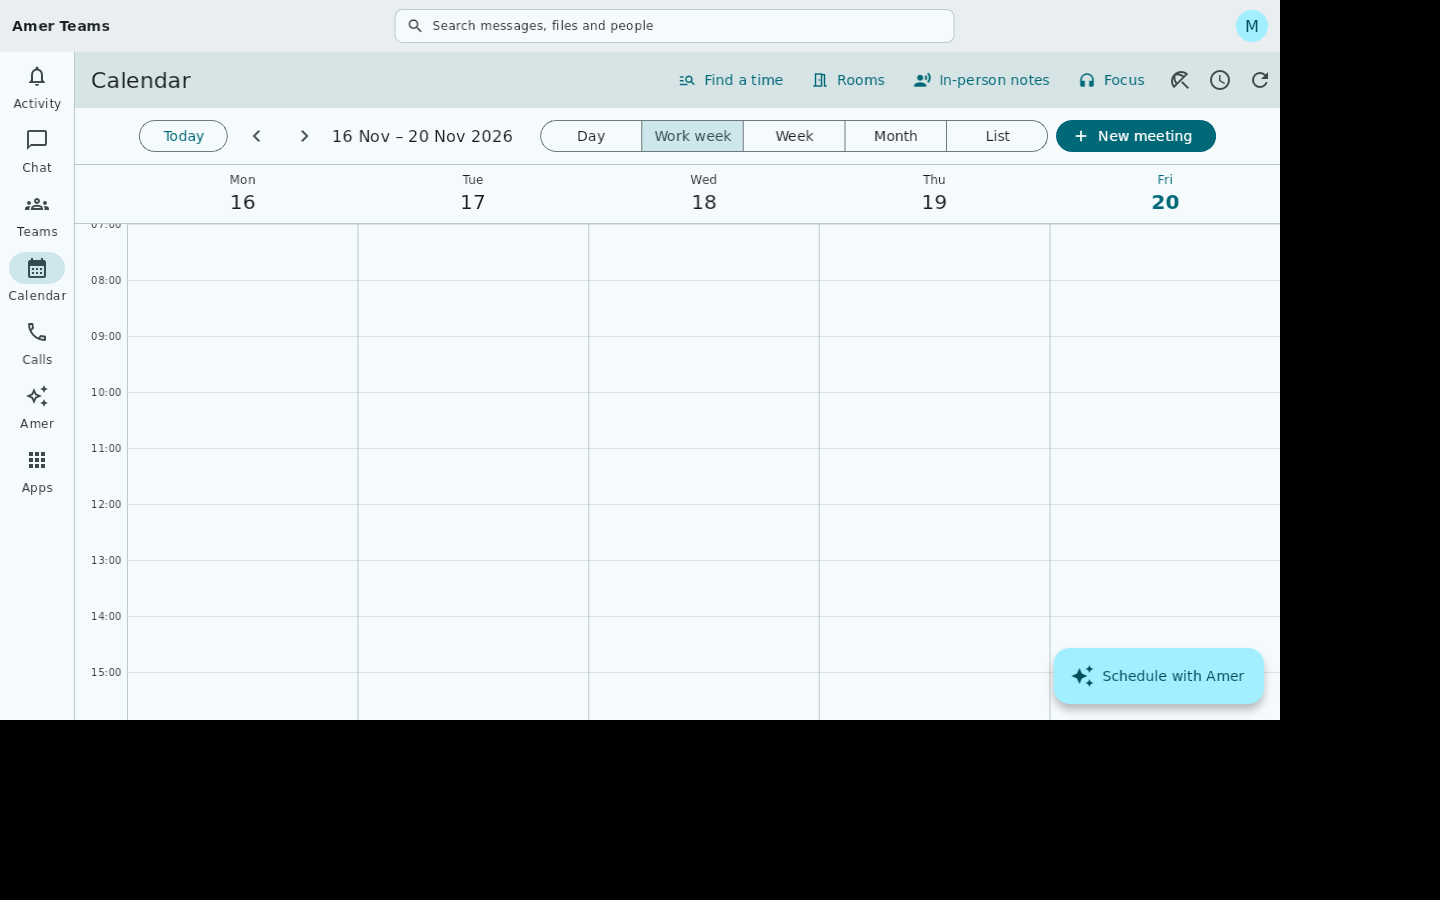 Amer Teams
Search messages, files and people
M
Activity
Chat
Teams
Calendar
Calls
Amer
Apps
Calendar
Find a time
Rooms
In-person notes
Focus
Today
16 Nov – 20 Nov 2026
Day
Work week
Week
Month
List
New meeting
Mon
16
Tue
17
Wed
18
Thu
19
Fri
20
07:00
08:00
09:00
10:00
11:00
12:00
13:00
14:00
15:00
Schedule with Amer